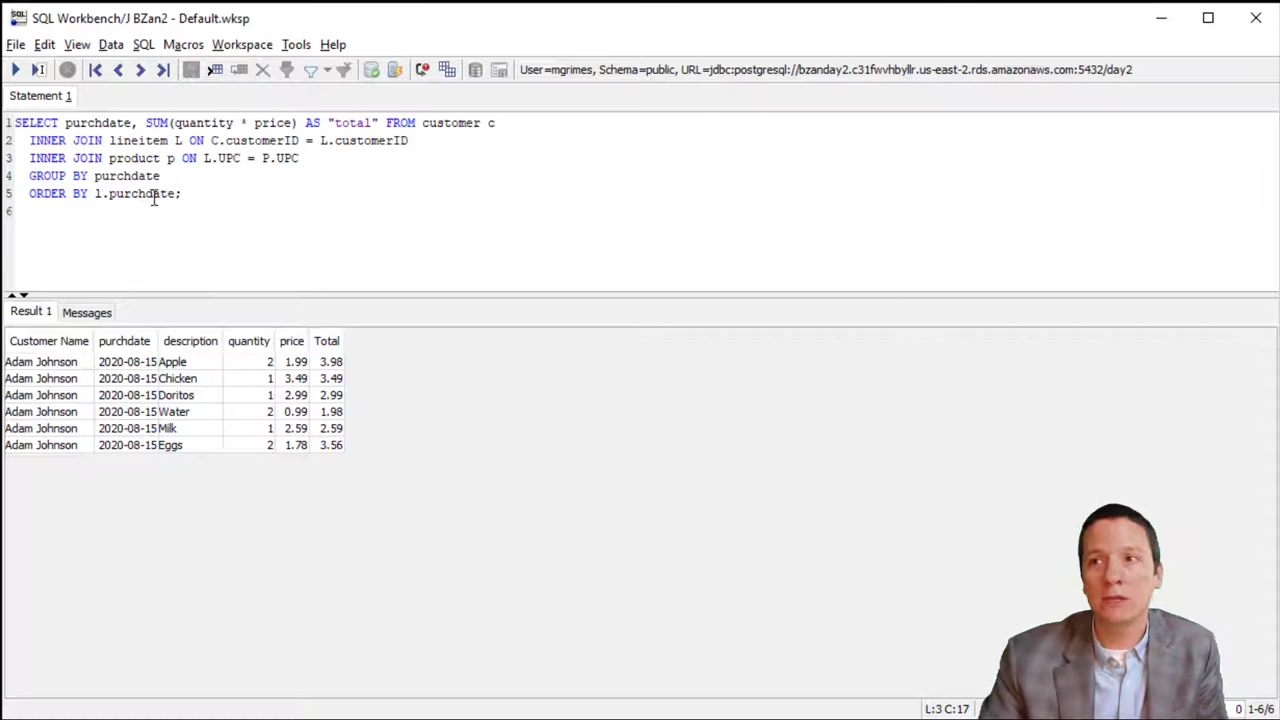 SQL Workbench/J BZan2 - Default.wksp
File Edit View Data SQL Macros Workspace Tools Help
User=mgrimes, Schema=public, URL=jdbc:postgresql://bzanday2.c31fwvhbyllr.us-east-2.rds.amazonaws.com:5432/day2
Statement 1
1 SELECT purchdate, SUM(quantity * price) AS "total" FROM customer c
2 INNER JOIN lineitem L ON C.customerID = L.customerID
3 INNER JOIN product p ON L.UPC = P.UPC
4 GROUP BY purchdate
5 ORDER BY l.purchdate;
6
Result 1 Messages
Customer Name purchdate description quantity price Total
Adam Johnson 2020-08-15 Apple 2 1.99 3.98
Adam Johnson 2020-08-15 Chicken 1 3.49 3.49
Adam Johnson 2020-08-15 Doritos 1 2.99 2.99
Adam Johnson 2020-08-15 Water 2 0.99 1.98
Adam Johnson 2020-08-15 Milk 1 2.59 2.59
Adam Johnson 2020-08-15 Eggs 2 1.78 3.56
L:3 C:17 0 1-6/6